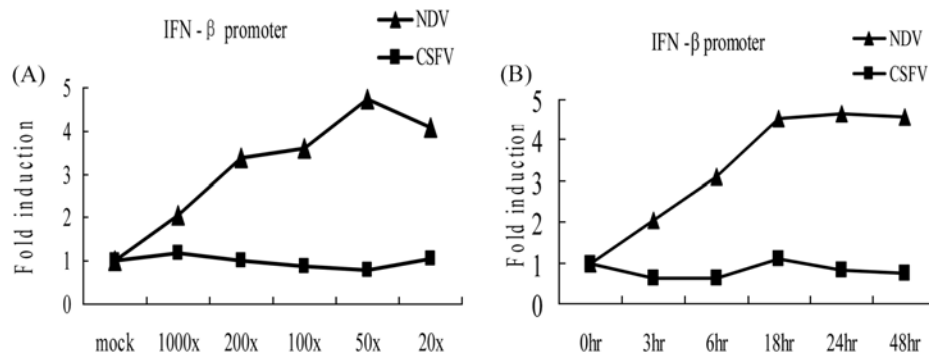 IFN - β promoter
NDV
CSFV
(A)
Fold induction
5
4
3
2
1
0
mock 1000x 200x 100x 50x 20x
IFN -β promoter
NDV
CSFV
(B)
Fold induction
5
4
3
2
1
0
0hr 3hr 6hr 18hr 24hr 48hr